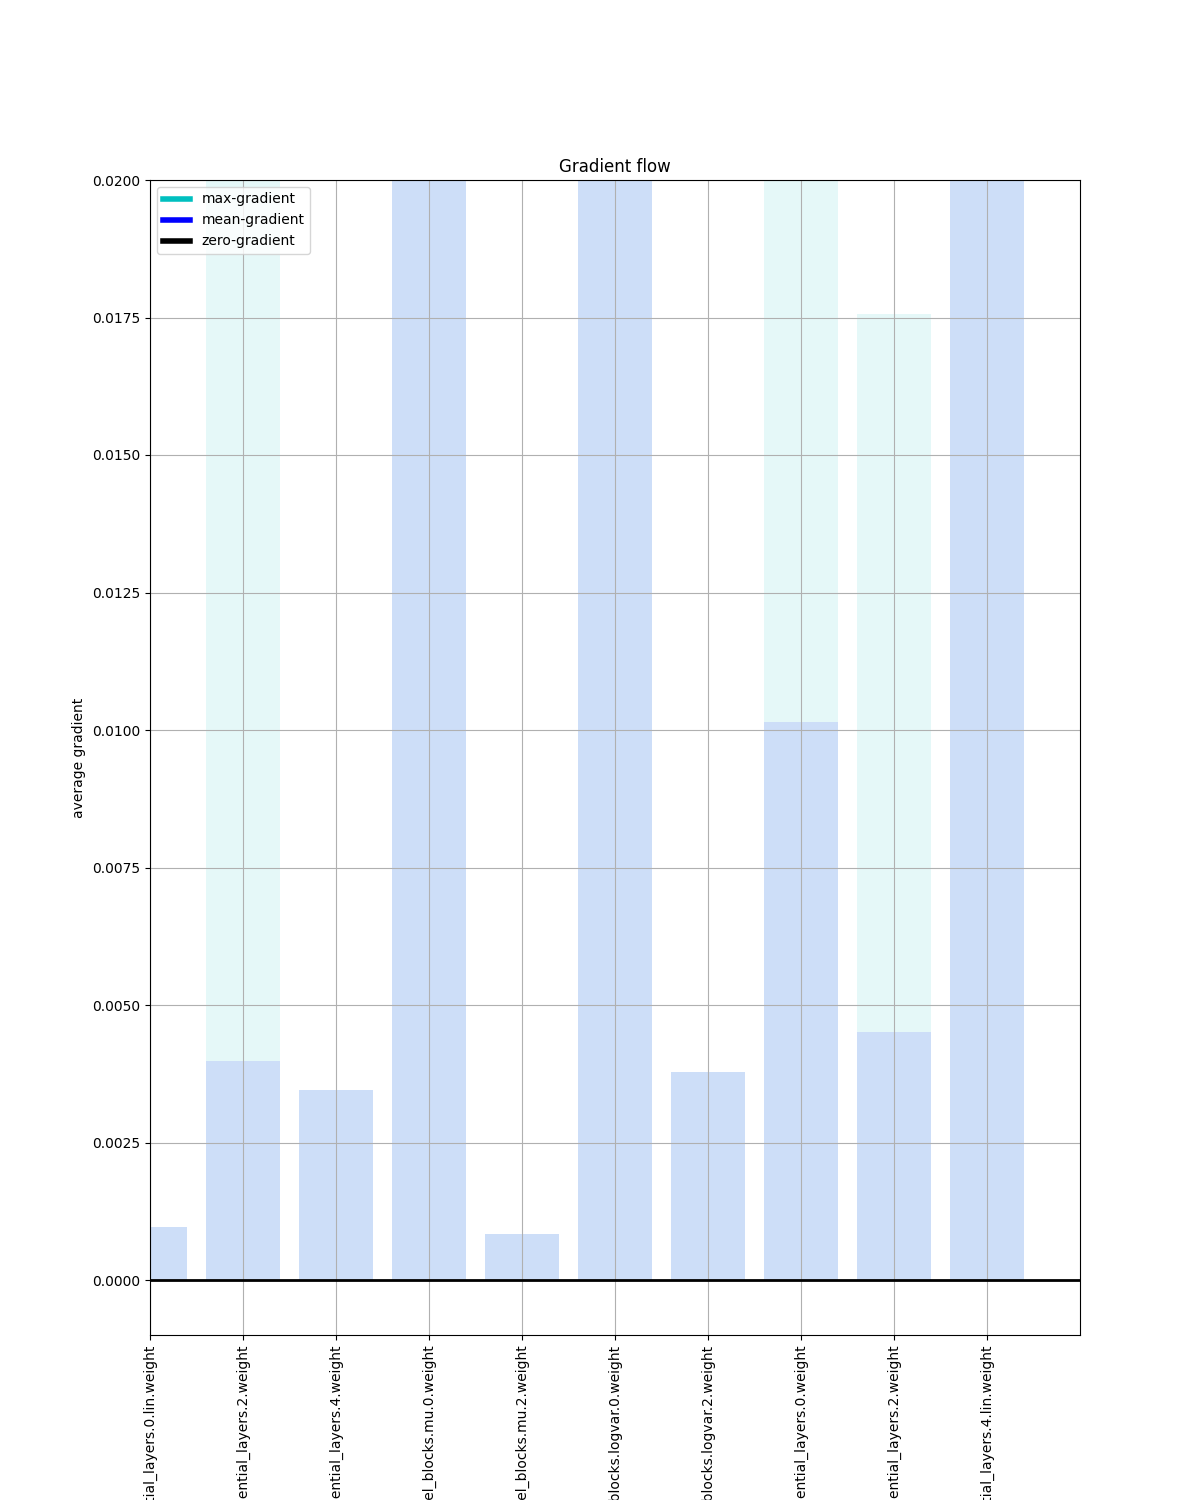 Gradient flow
max-gradient
mean-gradient
zero-gradient
0.0200
0.0175
0.0150
0.0125
0.0100
0.0075
0.0050
0.0025
0.0000
average gradient
tial_layers.0.lin.weight
ential_layers.2.weight
ential_layers.4.weight
el_blocks.mu.0.weight
el_blocks.mu.2.weight
blocks.logvar.0.weight
blocks.logvar.2.weight
ential_layers.0.weight
ential_layers.2.weight
tial_layers.4.lin.weight